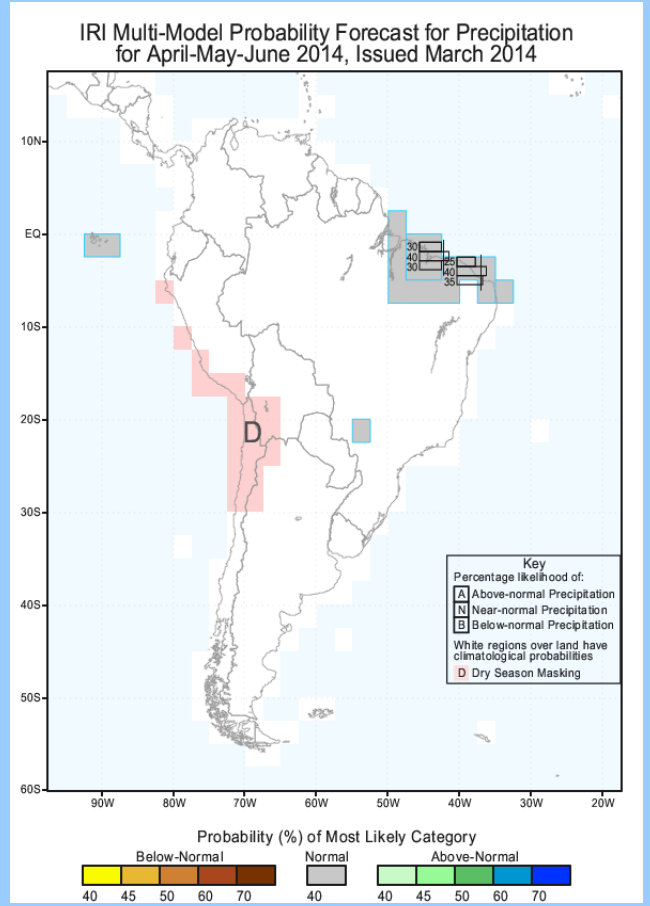 IRI Multi-Model Probability Forecast for Precipitation
for April-May-June 2014, Issued March 2014
10N
EQ
10S
20S
30S
40S
50S
60S
90W 80W 70W 60W 50W 40W 30W 20W
30
40
30
25
40
35
D
Key
Percentage likelihood of:
A Above-normal Precipitation
N Near-normal Precipitation
B Below-normal Precipitation
White regions over land have
climatological probabilities
D Dry Season Masking
Probability (%) of Most Likely Category
Below-Normal Normal Above-Normal
40 45 50 60 70 40 40 45 50 60 70